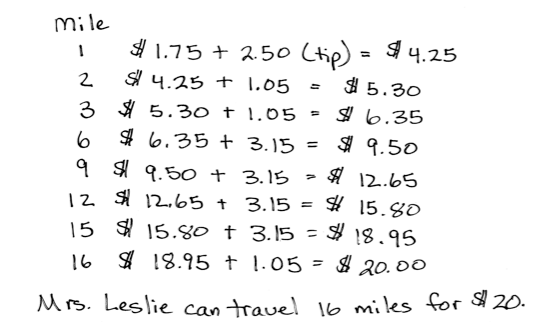 mile
1 $ 1.75 + 2.50 (tip) = $ 4.25
2 $ 4.25 + 1.05 = $ 5.30
3 $ 5.30 + 1.05 = $ 6.35
6 $ 6.35 + 3.15 = $ 9.50
9 $ 9.50 + 3.15 = $ 12.65
12 $ 12.65 + 3.15 = $ 15.80
15 $ 15.80 + 3.15 = $ 18.95
16 $ 18.95 + 1.05 = $ 20.00
Mrs. Leslie can travel 16 miles for $ 20.